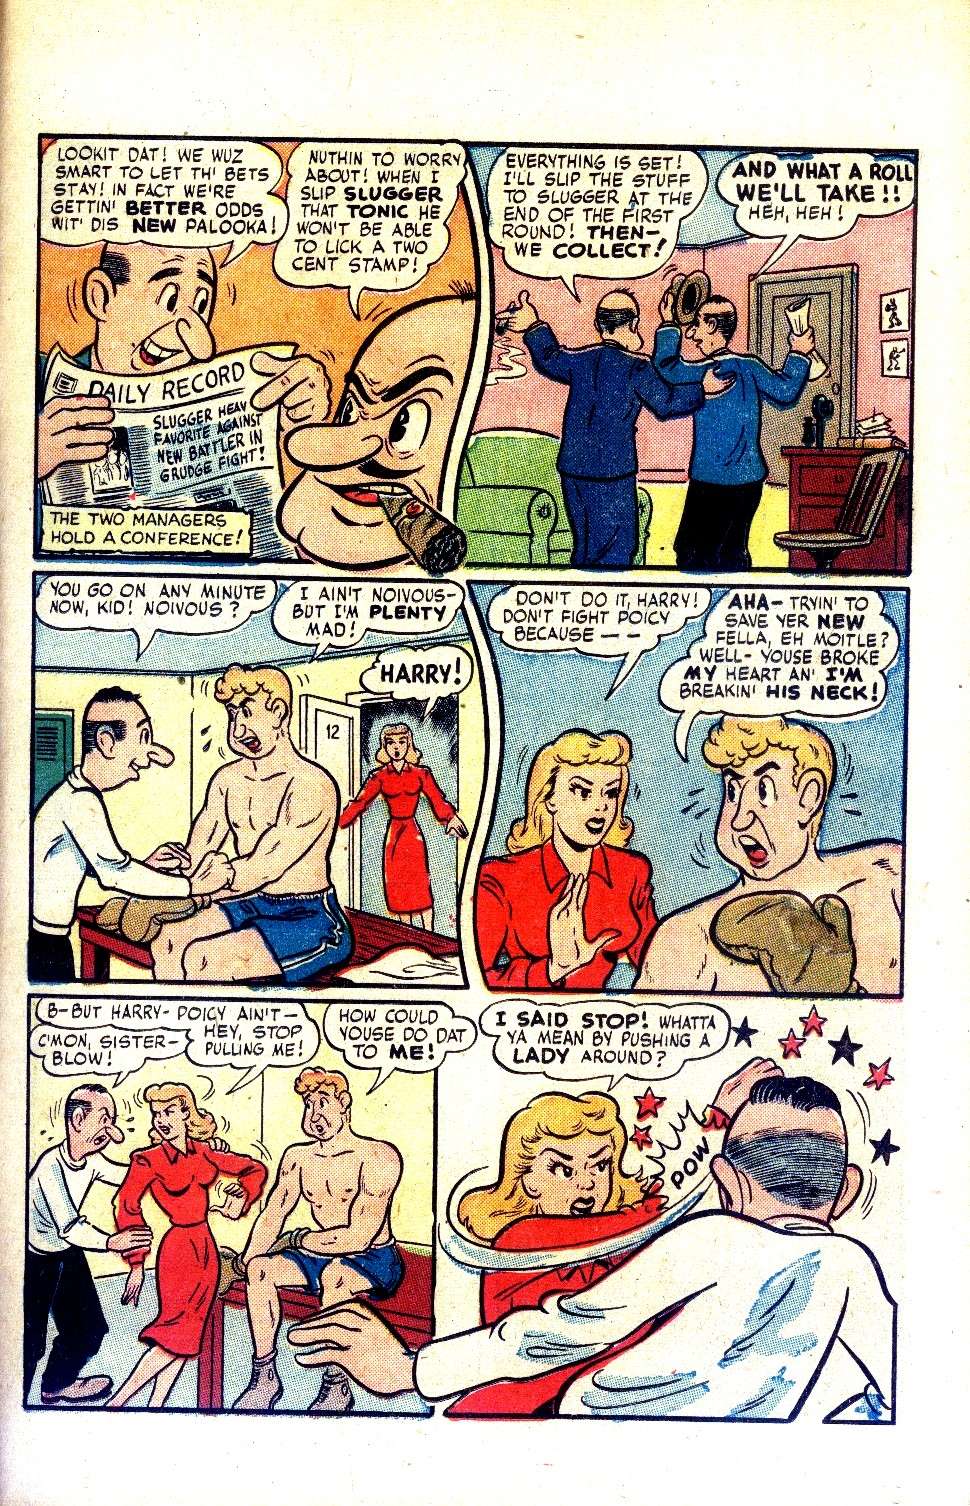 LOOKIT DAT! WE WUZ
SMART TO LET TH' BETS
STAY! IN FACT WE'RE
GETTIN' BETTER ODDS
WIT' DIS NEW PALOOKA!
NUTHIN TO WORRY
ABOUT! WHEN I
SLIP SLUGGER
THAT TONIC HE
WON'T BE ABLE
TO LICK A TWO
CENT STAMP!
DAILY RECORD
SLUGGER HEAVY
FAVORITE AGAINST
NEW BATTLER IN
GRUDGE FIGHT!
THE TWO MANAGERS
HOLD A CONFERENCE!
EVERYTHING IS SET!
I'LL SLIP THE STUFF
TO SLUGGER AT THE
END OF THE FIRST
ROUND! THEN-
WE COLLECT!
AND WHAT A ROLL
WE'LL TAKE!!
HEH, HEH!
YOU GO ON ANY MINUTE
NOW, KID! NOIVOUS?
I AIN'T NOIVOUS-
BUT I'M PLENTY
MAD!
HARRY!
12
DON'T DO IT, HARRY!
DON'T FIGHT POICY
BECAUSE ——
AHA- TRYIN' TO
SAVE YER NEW
FELLA, EH MOITLE?
WELL- YOUSE BROKE
MY HEART AN' I'M
BREAKIN' HIS NECK!
B-BUT HARRY- POICY AIN'T-
HEY, STOP
PULLING ME!
C'MON, SISTER-
BLOW!
HOW COULD
YOUSE DO DAT
TO ME!
I SAID STOP! WHATTA
YA MEAN BY PUSHING A
LADY AROUND?
POW